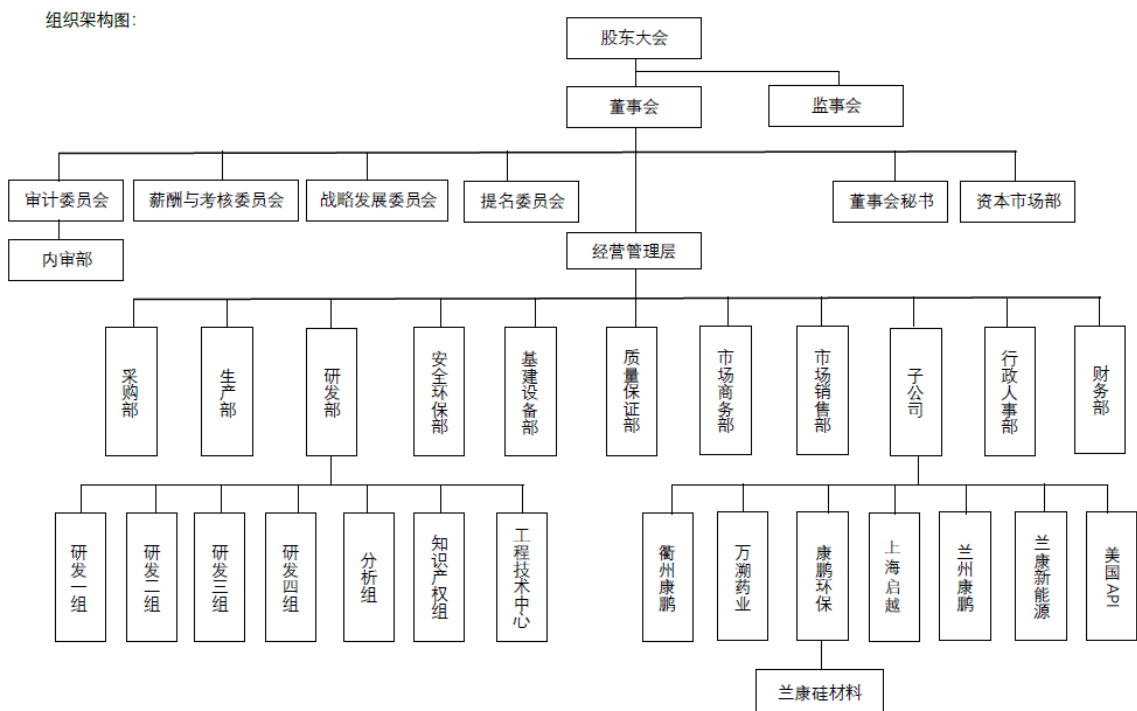 组织架构图：
股东大会
董事会
监事会
审计委员会
薪酬与考核委员会
战略发展委员会
提名委员会
董事会秘书
资本市场部
内审部
经营管理层
采购部
生产部
研发部
安全环保部
基建设备部
质量保证部
市场商务部
市场销售部
子公司
行政人事部
财务部
研发一组
研发二组
研发三组
研发四组
分析组
知识产权组
工程技术中心
衢州康鹏
万溯药业
康鹏环保
上海启越
兰州康鹏
兰康新能源
美国 API
兰康硅材料